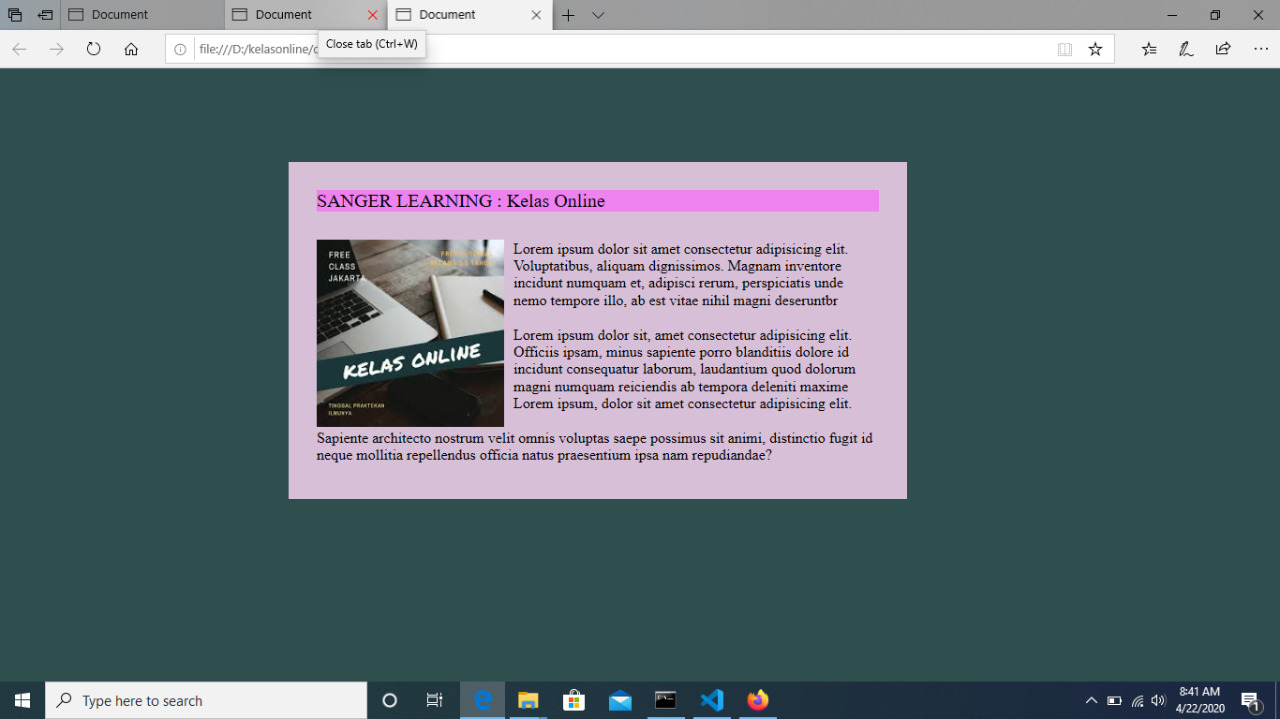 Document
Document
Document
Close tab (Ctrl+W)
file:///D:/kelasonline/
SANGER LEARNING : Kelas Online
FREE
CLASS
JAKARTA
KELAS ONLINE
TINGGAL PRAKTEKAN
ILMUNYA
Lorem ipsum dolor sit amet consectetur adipisicing elit.
Voluptatibus, aliquam dignissimos. Magnam inventore
incidunt numquam et, adipisci rerum, perspiciatis unde
nemo tempore illo, ab est vitae nihil magni deseruntbr
Lorem ipsum dolor sit, amet consectetur adipisicing elit.
Officiis ipsam, minus sapiente porro blanditiis dolore id
incidunt consequatur laborum, laudantium quod dolorum
magni numquam reiciendis ab tempora deleniti maxime
Lorem ipsum, dolor sit amet consectetur adipisicing elit.
Sapiente architecto nostrum velit omnis voluptas saepe possimus sit animi, distinctio fugit id
neque mollitia repellendus officia natus praesentium ipsa nam repudiandae?
Type here to search
8:41 AM
4/22/2020
1